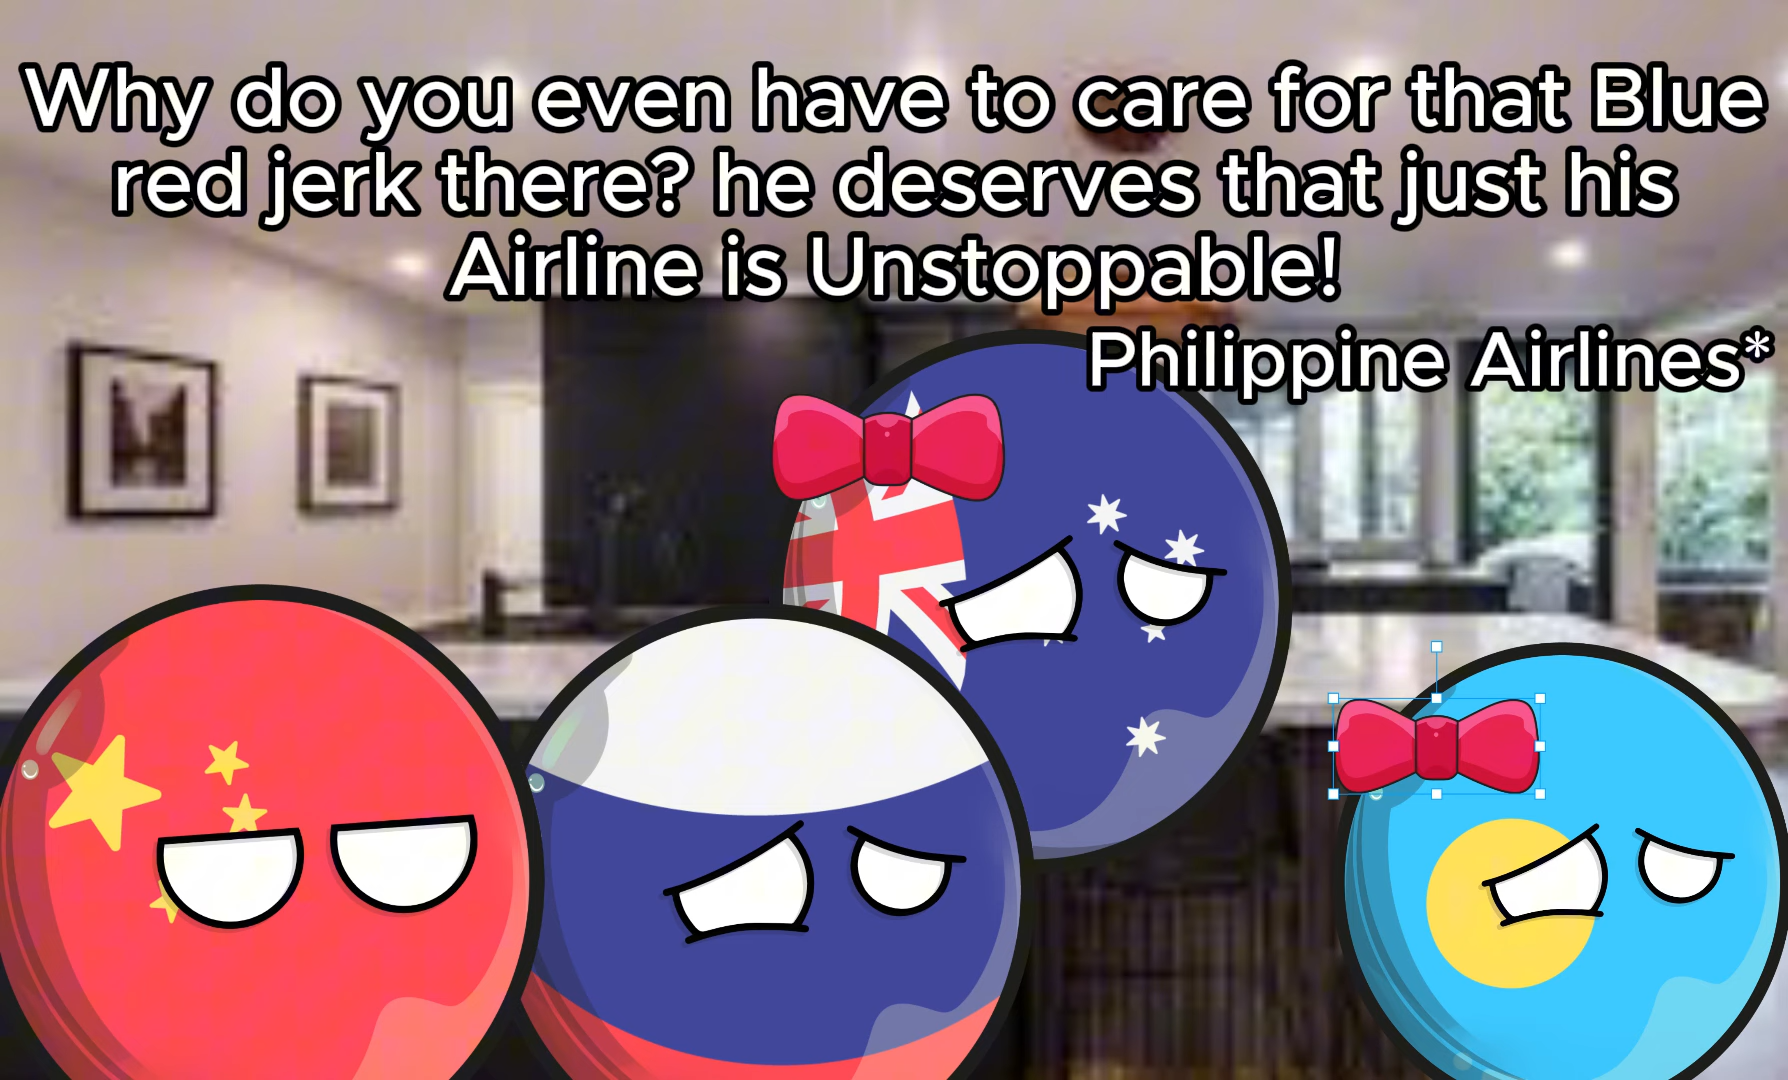 Why do you even have to care for that Blue
red jerk there? he deserves that just his
Airline is Unstoppable!
Philippine Airlines*